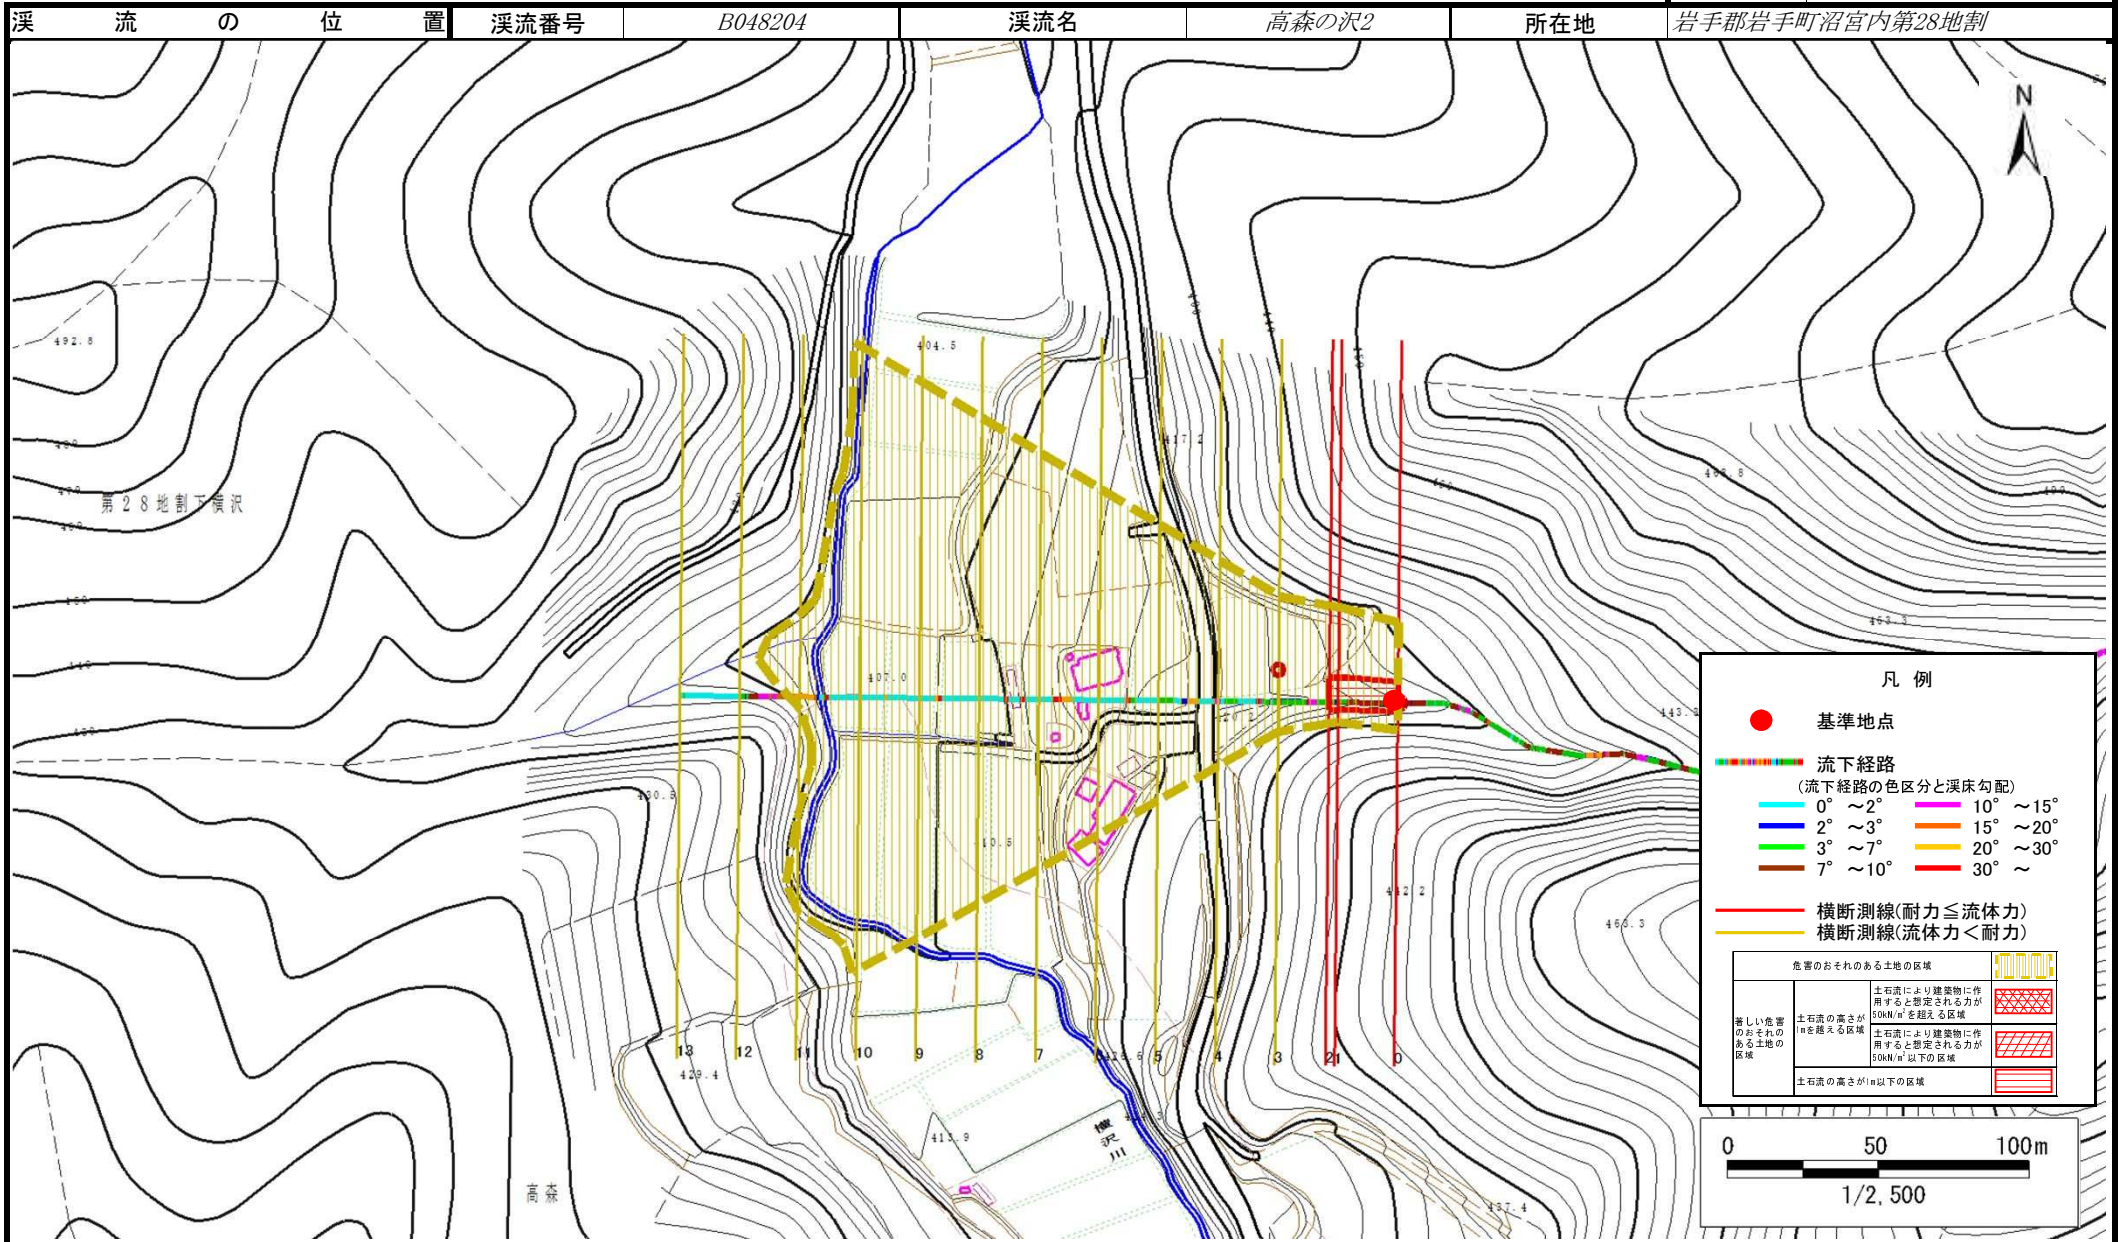 渓流の位置 渓流番号 B048204 渓流名 高森の沢2 所在地 岩手郡岩手町沼宮内第28地割
N
492.8
404.5
417.2
第28地割下横沢
463.3
407.0
443.3
430.5
442.2
463.3
13 12 11 10 9 8 7 5 4 3 2 1 0
429.4
413.9
横沢川
高森
437.4
凡例
基準地点
流下経路
(流下経路の色区分と渓床勾配)
0° ~2° 10° ~15°
2° ~3° 15° ~20°
3° ~7° 20° ~30°
7° ~10° 30° ~
横断測線(耐力≦流体力)
横断測線(流体力<耐力)
危害のおそれのある土地の区域
著しい危害
のおそれの
ある土地の
区域
土石流の高さが
1mを越える区域
土石流により建築物に作
用すると想定される力が
50kN/㎡を超える区域
土石流により建築物に作
用すると想定される力が
50kN/㎡以下の区域
土石流の高さが1m以下の区域
0 50 100m
1/2,500